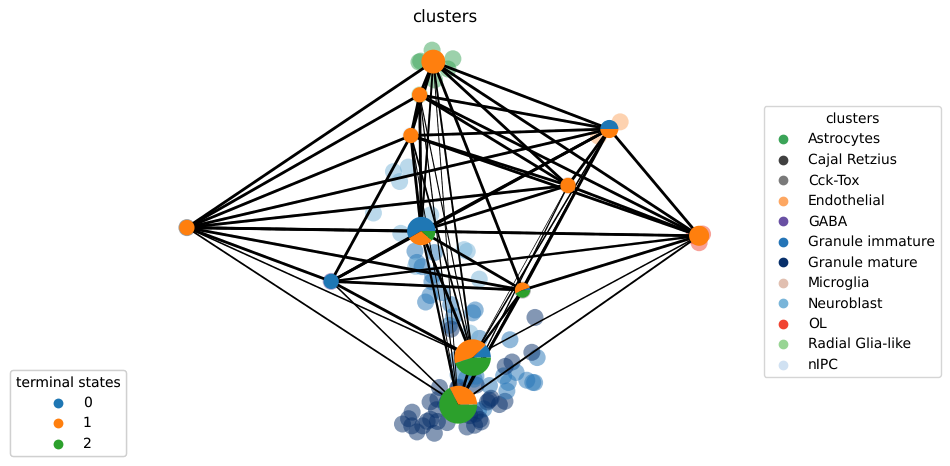 clusters
clusters
Astrocytes
Cajal Retzius
Cck-Tox
Endothelial
GABA
Granule immature
Granule mature
Microglia
Neuroblast
OL
Radial Glia-like
nIPC
terminal states
0
1
2